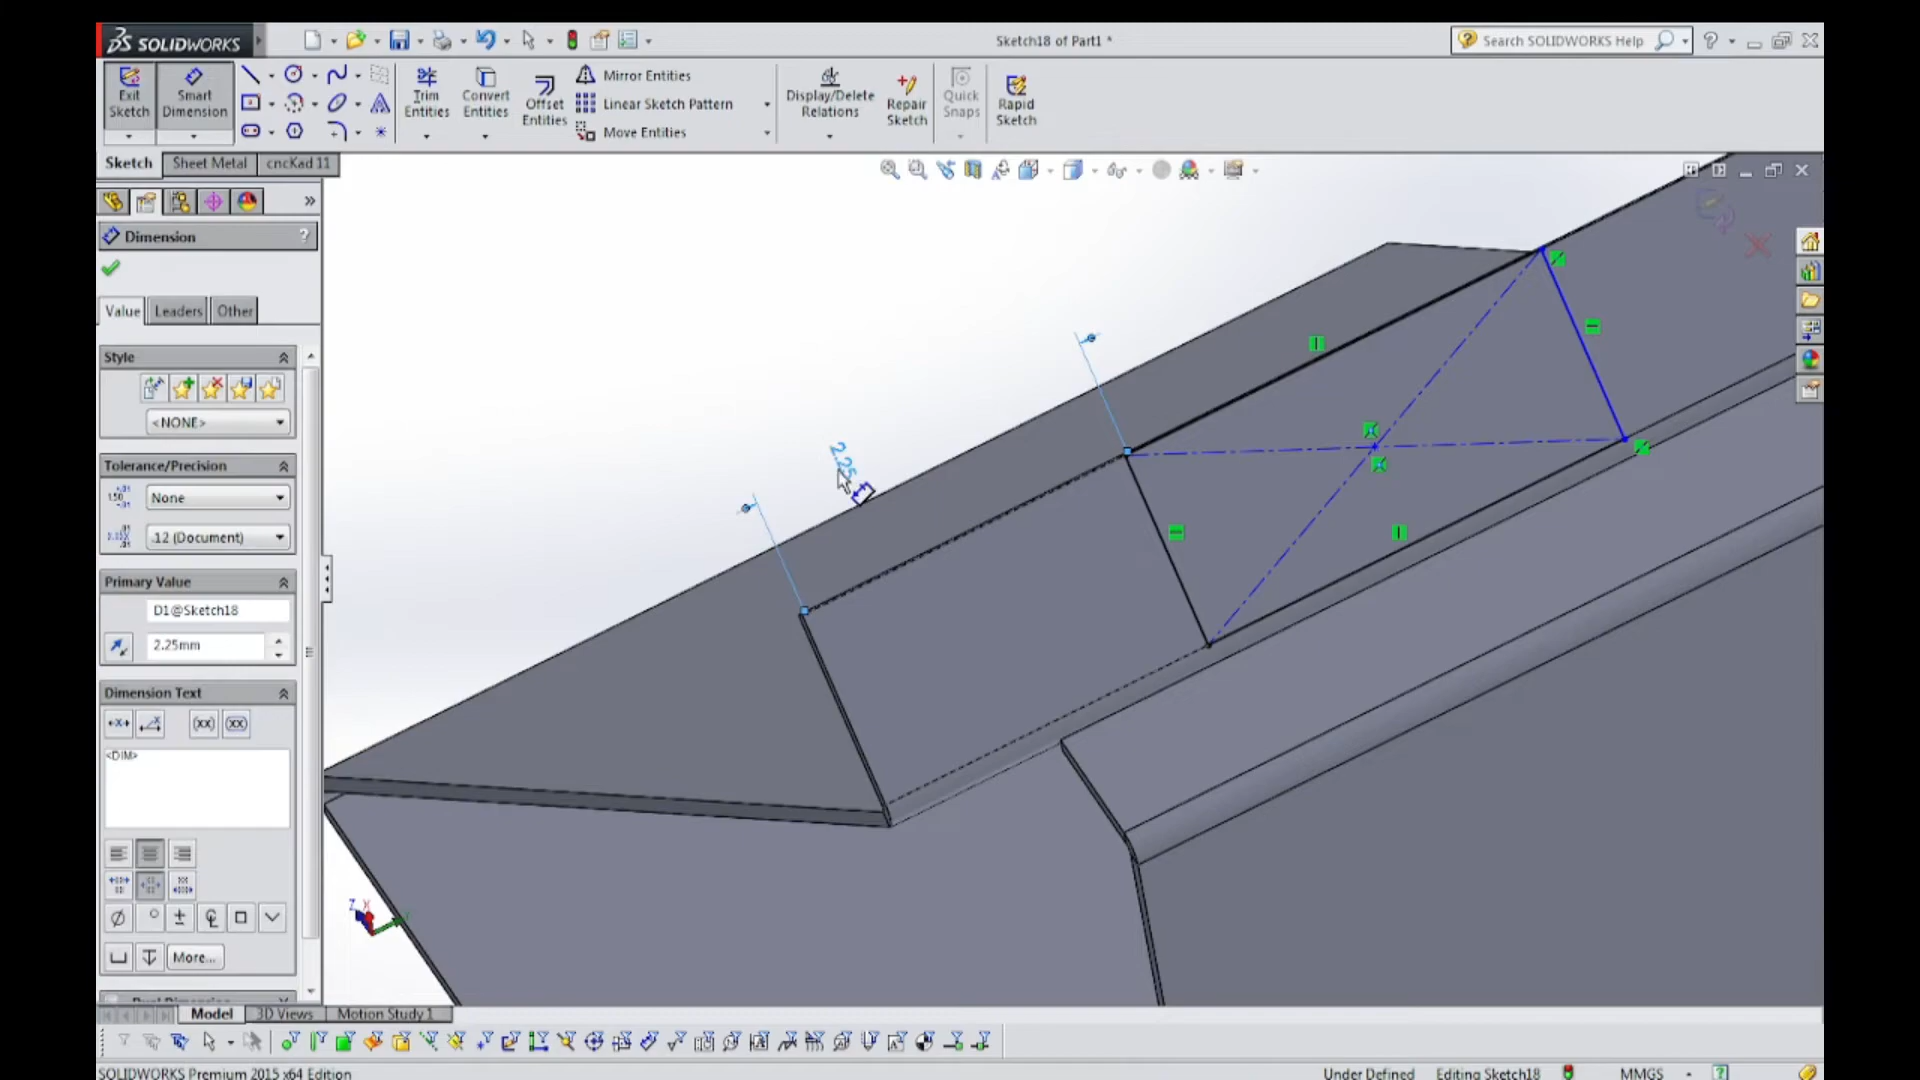 SOLIDWORKS
Sketch18 of Part1 *
Search SOLIDWORKS Help
Exit Sketch
Smart Dimension
Trim Entities
Convert Entities
Offset Entities
Mirror Entities
Linear Sketch Pattern
Move Entities
Display/Delete Relations
Repair Sketch
Quick Snaps
Rapid Sketch
Sketch
Sheet Metal
cncKad 11
Dimension
?
Value
Leaders
Other
Style
<NONE>
Tolerance/Precision
None
.12 (Document)
Primary Value
D1@Sketch18
2.25mm
Dimension Text
<DIM>
More...
2.25
Z
X
Y
Model
3D Views
Motion Study 1
SOLIDWORKS Premium 2015 x64 Edition
Under Defined
Editing Sketch18
MMGS